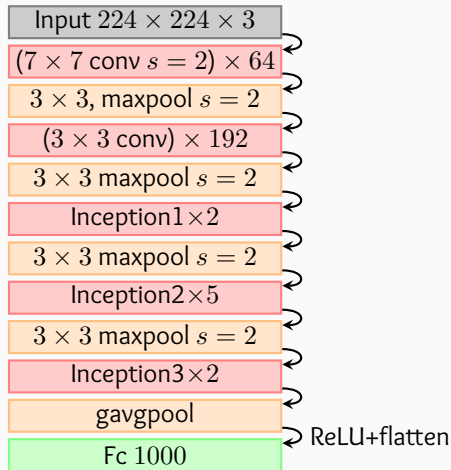 Input 224 × 224 × 3
(7 × 7 conv s = 2) × 64
3 × 3, maxpool s = 2
(3 × 3 conv) × 192
3 × 3 maxpool s = 2
Inception1×2
3 × 3 maxpool s = 2
Inception2×5
3 × 3 maxpool s = 2
Inception3×2
gavgpool
ReLU+flatten
Fc 1000